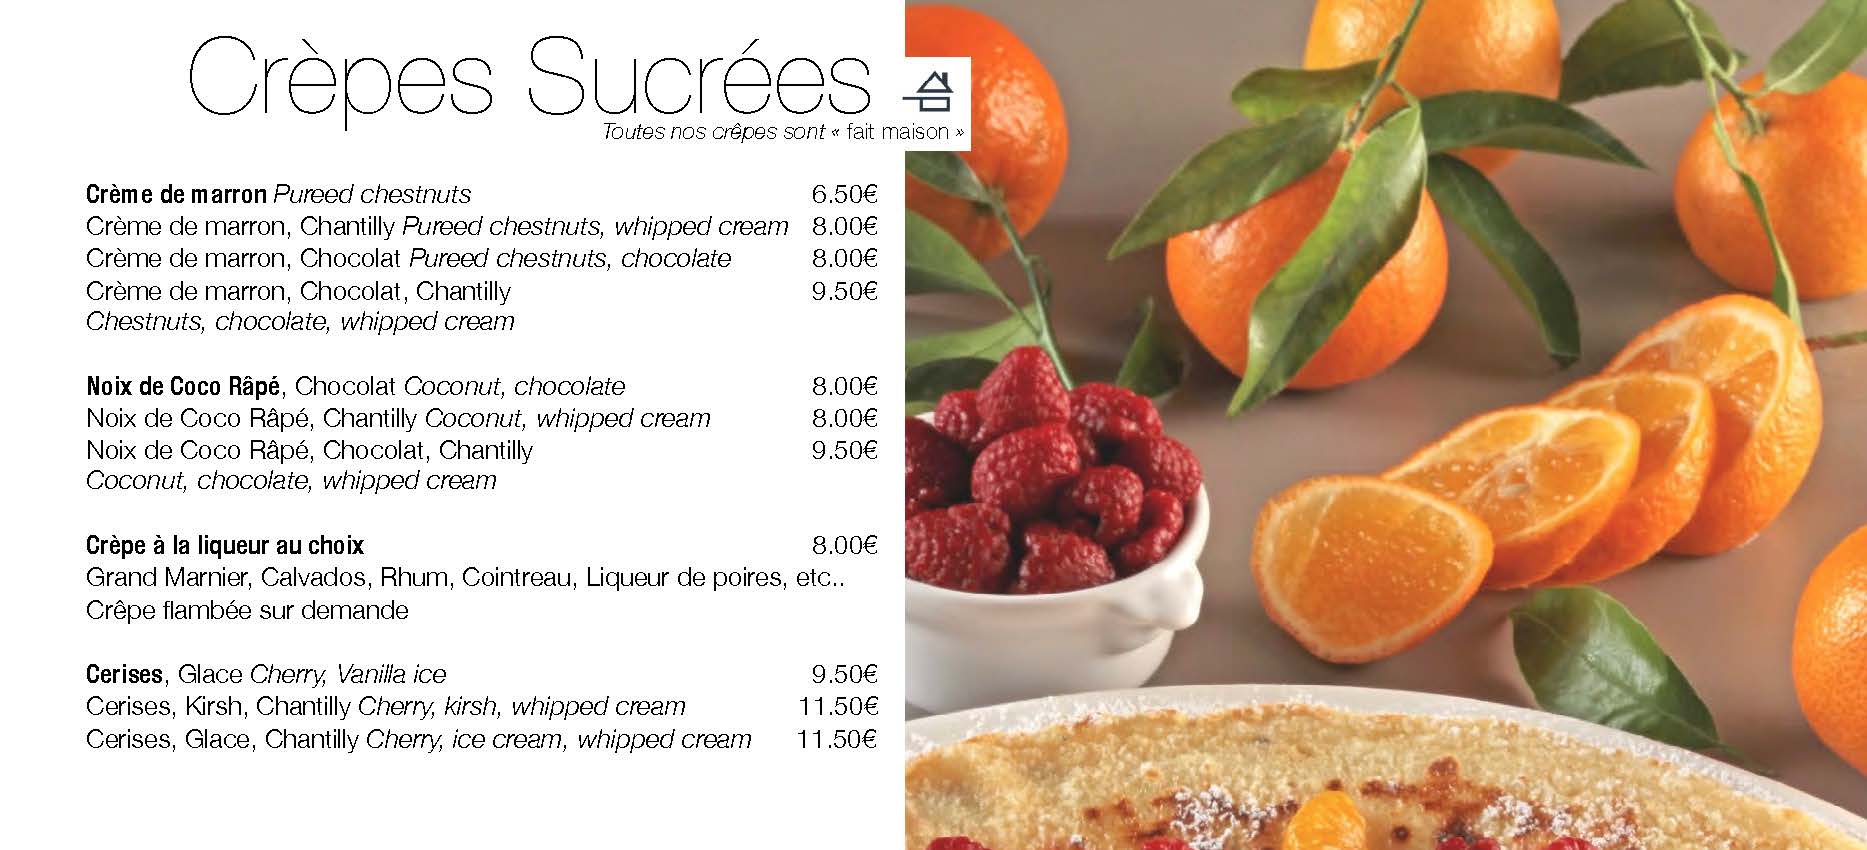 Crèpes Sucrées
Toutes nos crêpes sont « fait maison »
Crème de marron Pureed chestnuts 6.50€
Crème de marron, Chantilly Pureed chestnuts, whipped cream 8.00€
Crème de marron, Chocolat Pureed chestnuts, chocolate 8.00€
Crème de marron, Chocolat, Chantilly 9.50€
Chestnuts, chocolate, whipped cream
Noix de Coco Râpé, Chocolat Coconut, chocolate 8.00€
Noix de Coco Râpé, Chantilly Coconut, whipped cream 8.00€
Noix de Coco Râpé, Chocolat, Chantilly 9.50€
Coconut, chocolate, whipped cream
Crèpe à la liqueur au choix 8.00€
Grand Marnier, Calvados, Rhum, Cointreau, Liqueur de poires, etc..
Crêpe flambée sur demande
Cerises, Glace Cherry, Vanilla ice 9.50€
Cerises, Kirsh, Chantilly Cherry, kirsh, whipped cream 11.50€
Cerises, Glace, Chantilly Cherry, ice cream, whipped cream 11.50€